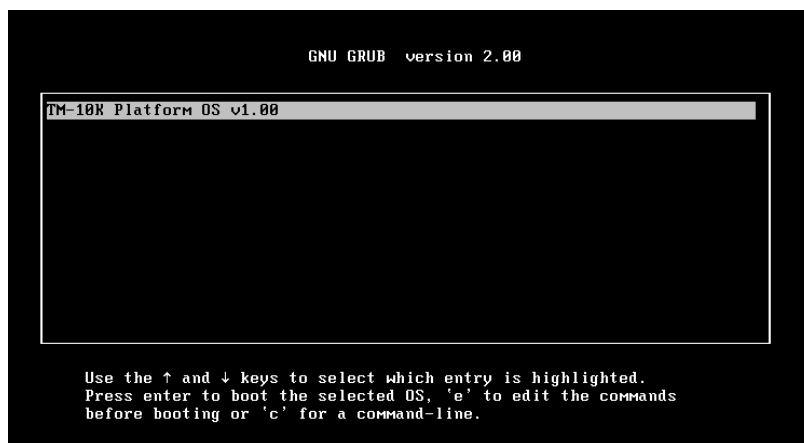 GNU GRUB  version 2.00
TM-10K Platform OS v1.00
Use the ↑ and ↓ keys to select which entry is highlighted.
Press enter to boot the selected OS, 'e' to edit the commands
before booting or 'c' for a command-line.